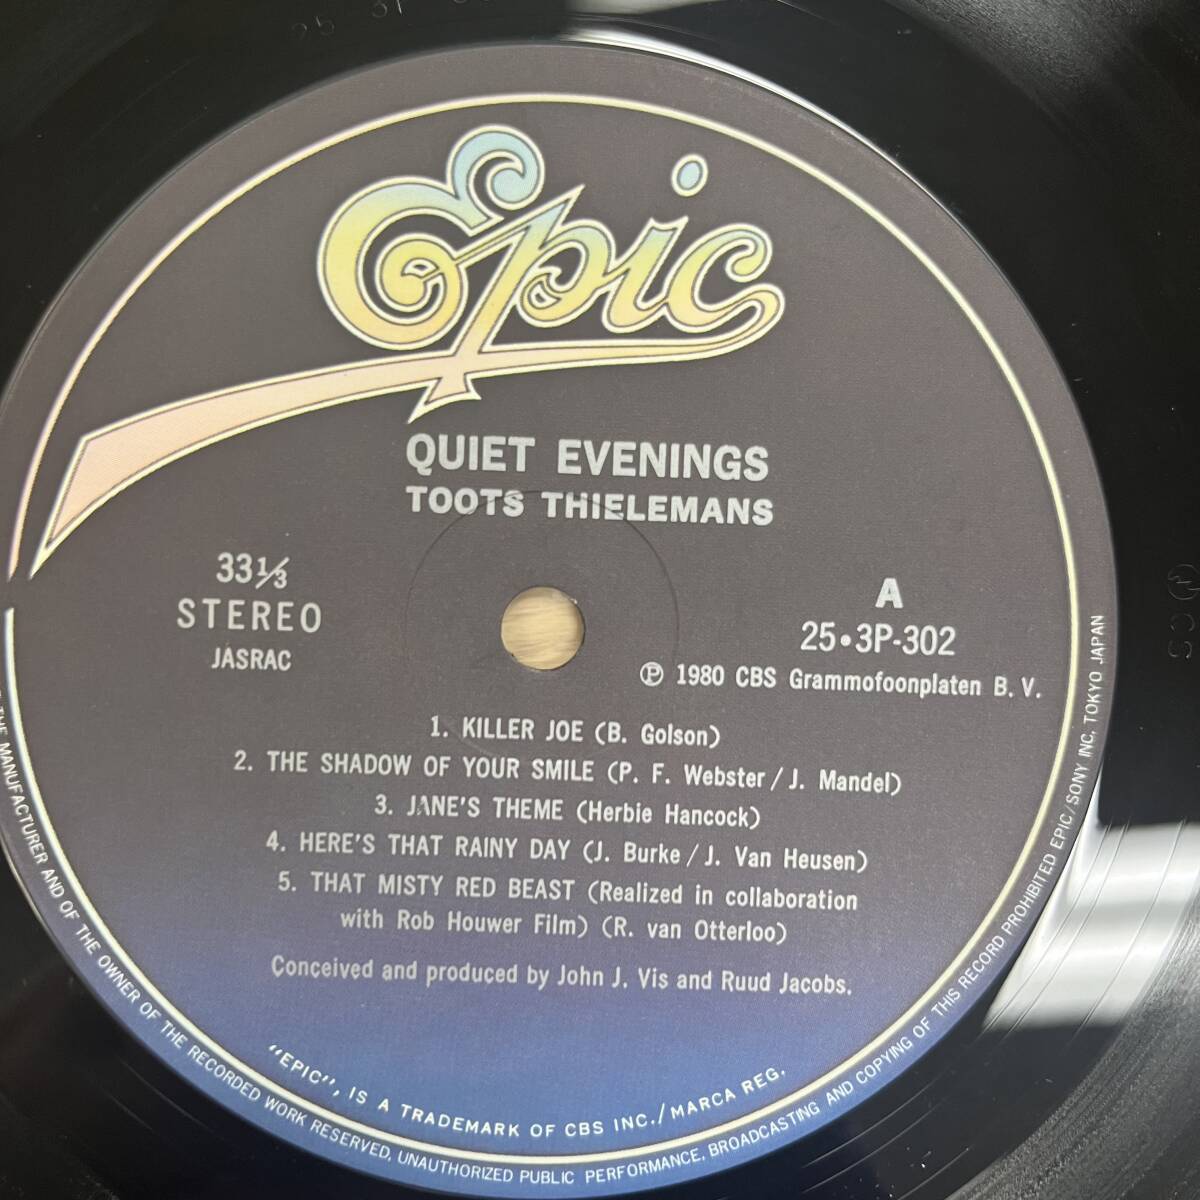 Epic
QUIET EVENINGS
TOOTS THIELEMANS
33⅓
STEREO
JASRAC
A
25•3P-302
℗ 1980 CBS Grammofoonplaten B.V.
1. KILLER JOE (B. Golson)
2. THE SHADOW OF YOUR SMILE (P. F. Webster / J. Mandel)
3. JANE'S THEME (Herbie Hancock)
4. HERE'S THAT RAINY DAY (J. Burke / J. Van Heusen)
5. THAT MISTY RED BEAST (Realized in collaboration
with Rob Houwer Film) (R. van Otterloo)
Conceived and produced by John J. Vis and Ruud Jacobs.
"EPIC", IS A TRADEMARK OF CBS INC./MARCA REG.
THE MANUFACTURER AND OF THE OWNER OF THE RECORDED WORK RESERVED, UNAUTHORIZED PUBLIC PERFORMANCE, BROADCASTING AND COPYING OF THIS RECORD PROHIBITED EPIC/SONY INC. TOKYO JAPAN